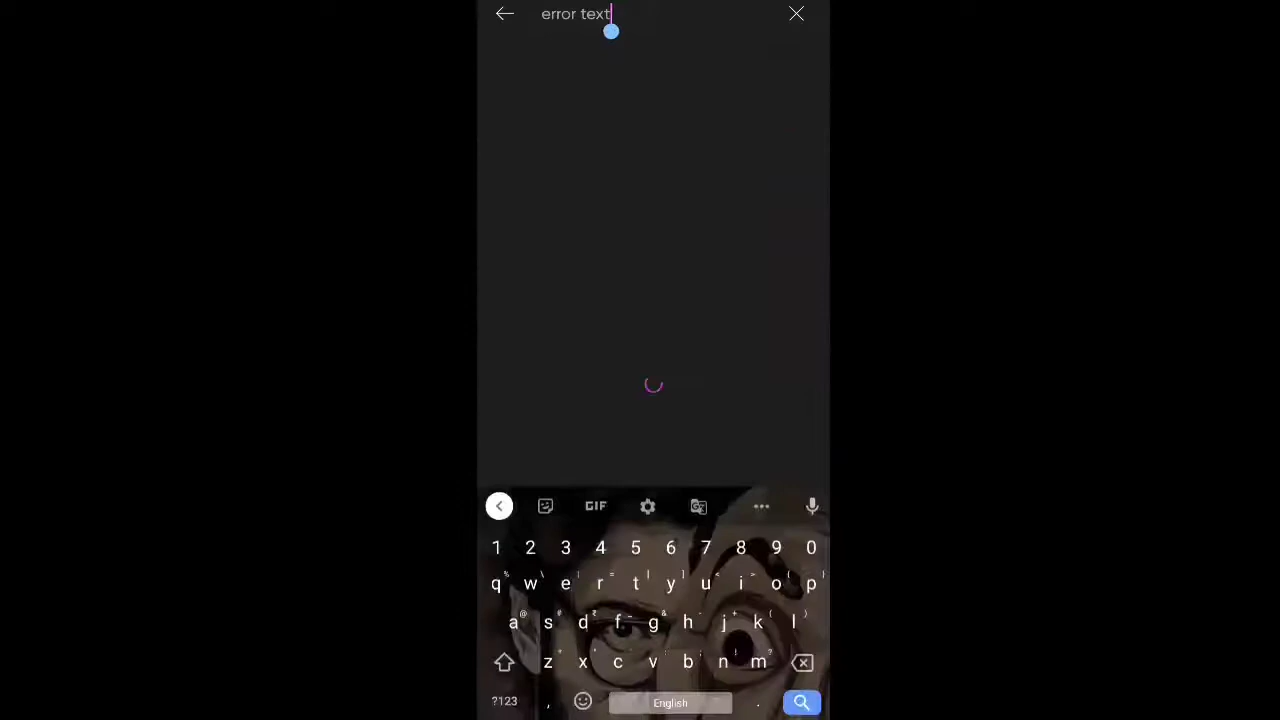 error text
GIF
1 2 3 4 5 6 7 8 9 0
q w e r t y u i o p
a s d f g h j k l
z x c v b n m
?123 , English .